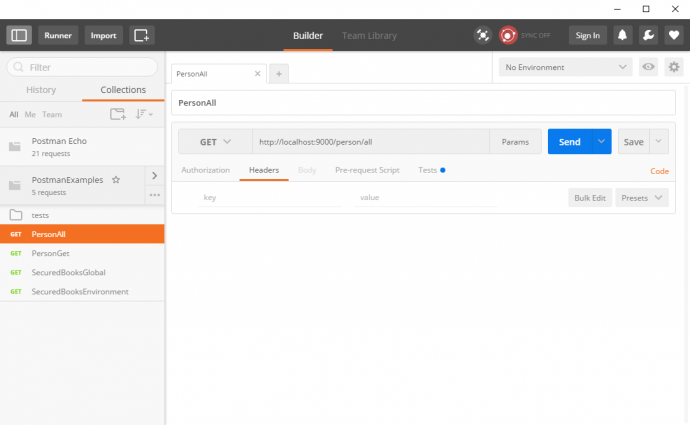 Runner Import Builder Team Library SYNC OFF Sign In
Filter
History Collections
All Me Team
Postman Echo
21 requests
PostmanExamples
5 requests
tests
GET PersonAll
GET PersonGet
GET SecuredBooksGlobal
GET SecuredBooksEnvironment
PersonAll
No Environment
PersonAll
GET http://localhost:9000/person/all Params Send Save
Authorization Headers Body Pre-request Script Tests Code
key value Bulk Edit Presets